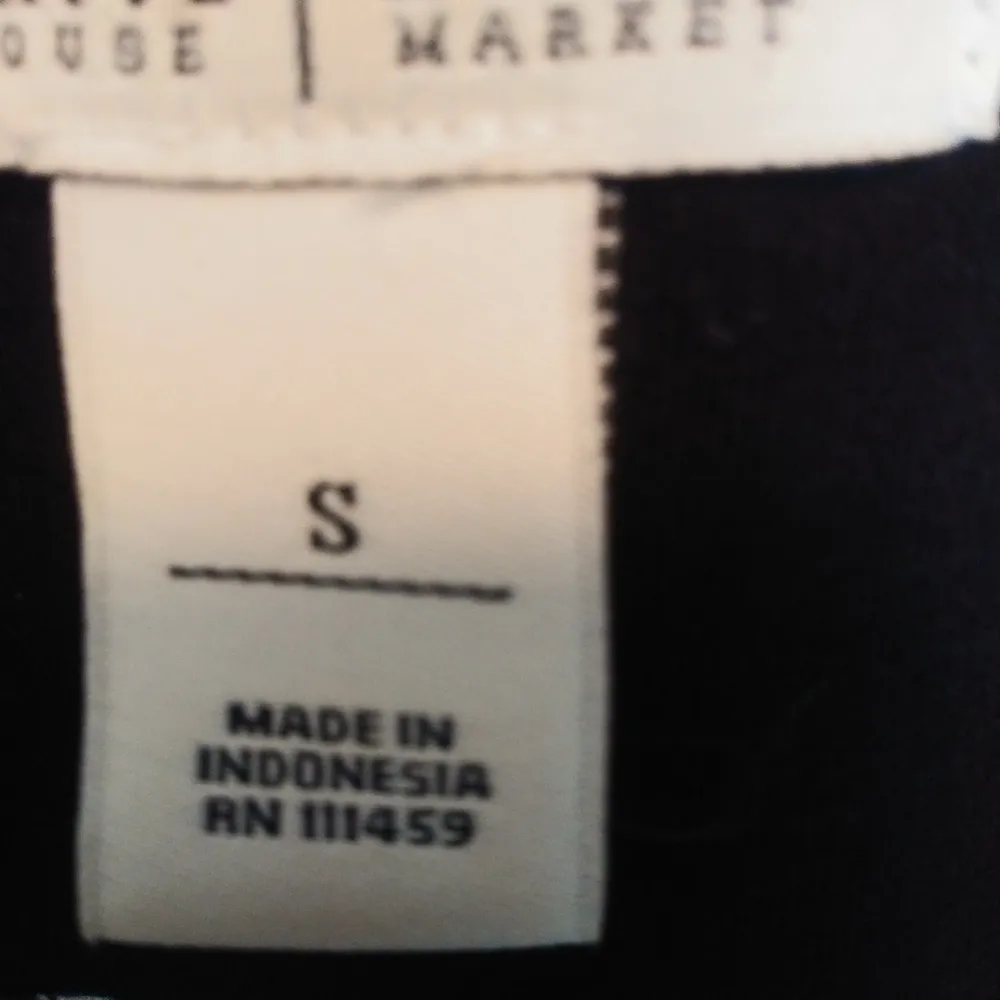 OUSE | MARKET
S
MADE IN
INDONESIA
RN 111459